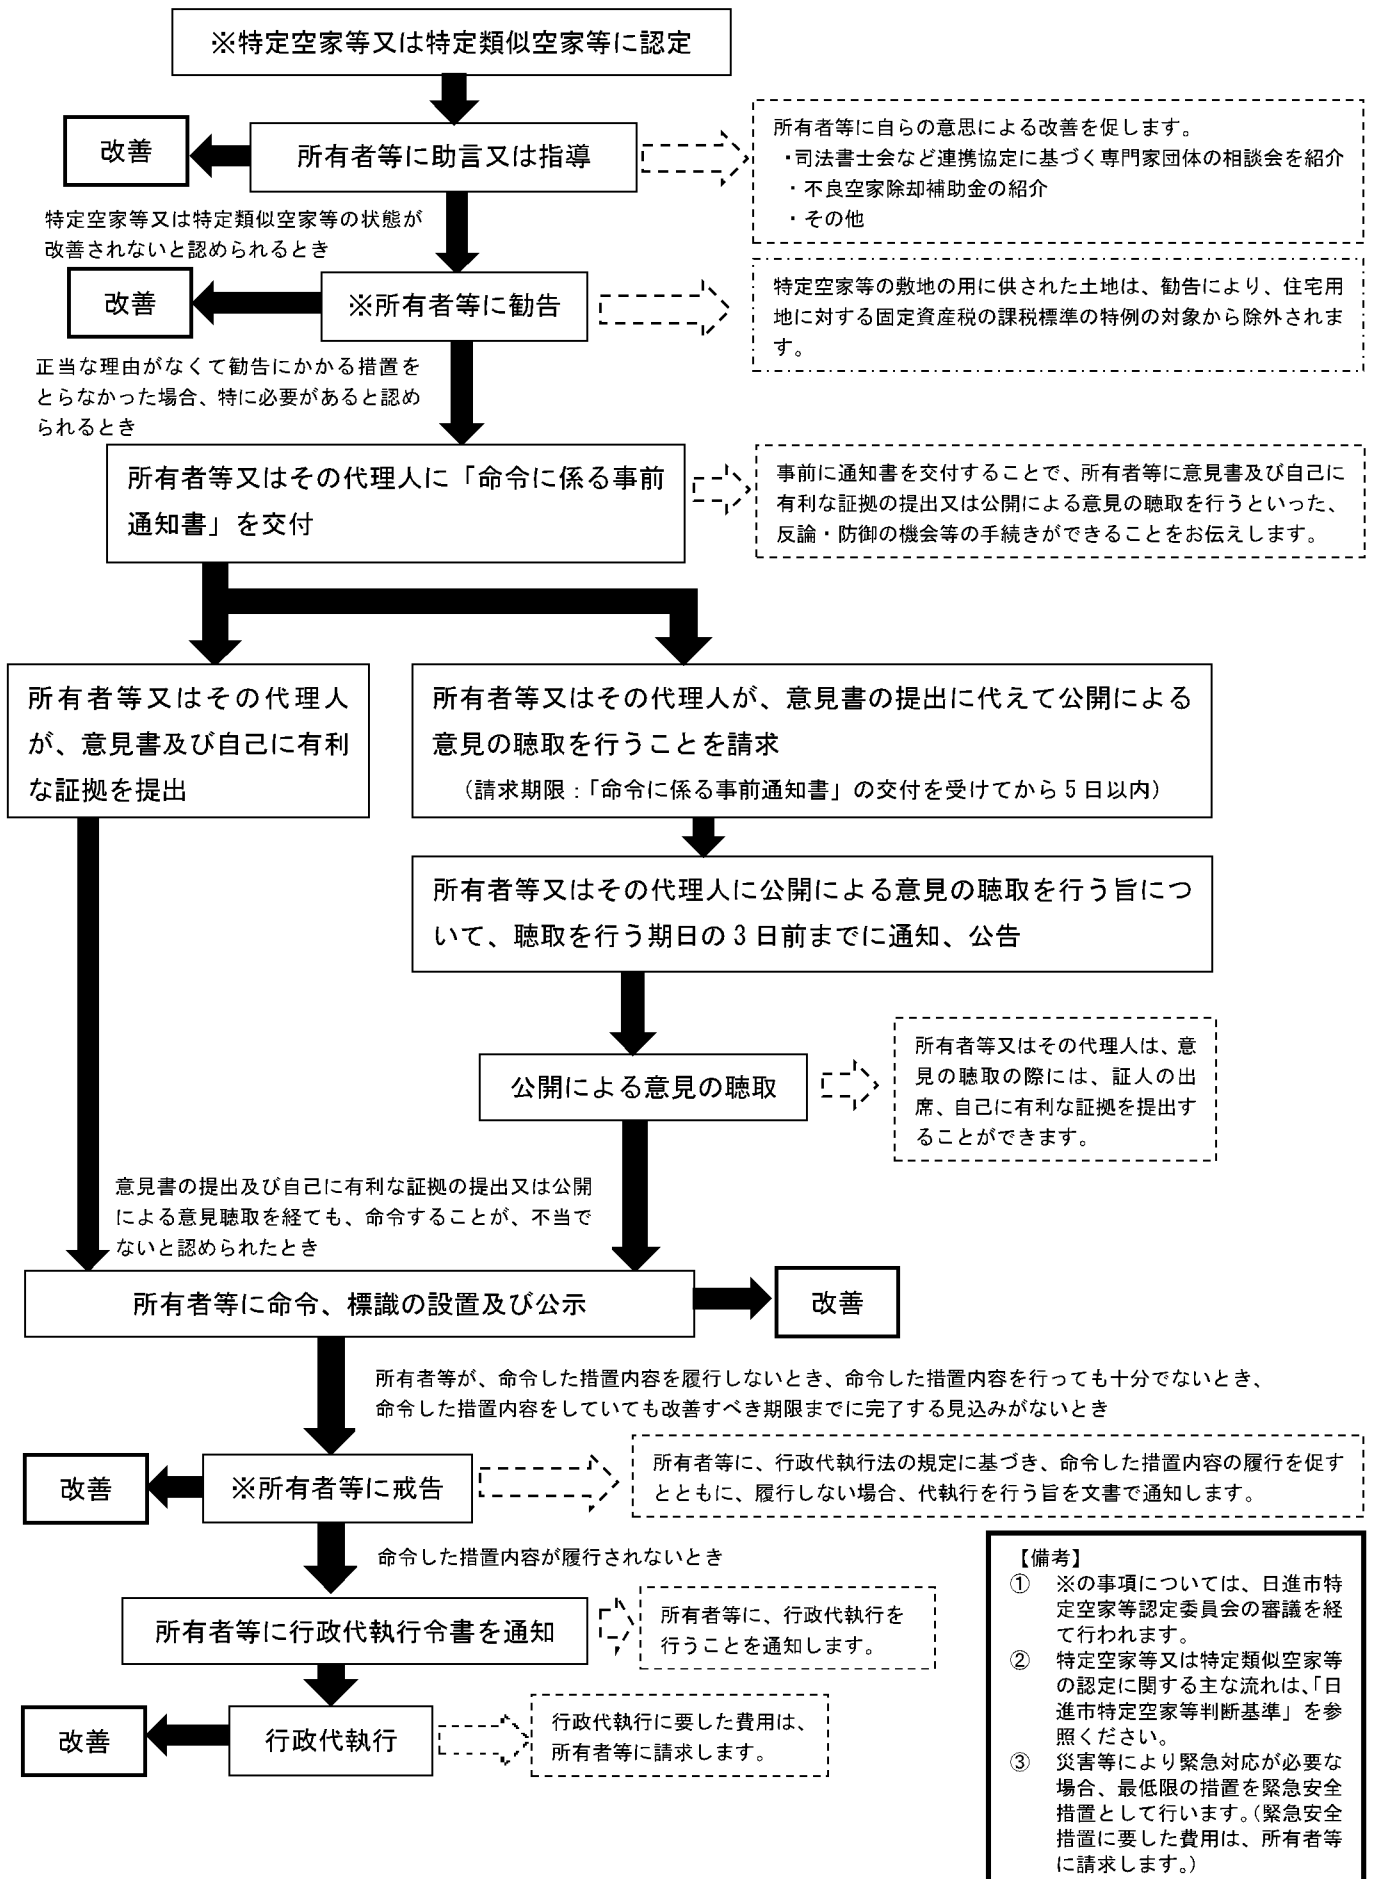 ※特定空家等又は特定類似空家等に認定
改善
所有者等に助言又は指導
所有者等に自らの意思による改善を促します。
・司法書士会など連携協定に基づく専門家団体の相談会を紹介
・不良空家除却補助金の紹介
・その他
特定空家等又は特定類似空家等の状態が
改善されないと認められるとき
改善
※所有者等に勧告
特定空家等の敷地の用に供された土地は、勧告により、住宅用
地に対する固定資産税の課税標準の特例の対象から除外されま
す。
正当な理由がなくて勧告にかかる措置を
とらなかった場合、特に必要があると認め
られるとき
所有者等又はその代理人に「命令に係る事前
通知書」を交付
事前に通知書を交付することで、所有者等に意見書及び自己に
有利な証拠の提出又は公開による意見の聴取を行うといった、
反論・防御の機会等の手続きができることをお伝えします。
所有者等又はその代理人
が、意見書及び自己に有利
な証拠を提出
所有者等又はその代理人が、意見書の提出に代えて公開による
意見の聴取を行うことを請求
（請求期限：「命令に係る事前通知書」の交付を受けてから５日以内）
所有者等又はその代理人に公開による意見の聴取を行う旨につ
いて、聴取を行う期日の３日前までに通知、公告
公開による意見の聴取
所有者等又はその代理人は、意
見の聴取の際には、証人の出
席、自己に有利な証拠を提出す
ることができます。
意見書の提出及び自己に有利な証拠の提出又は公開
による意見聴取を経ても、命令することが、不当で
ないと認められたとき
所有者等に命令、標識の設置及び公示
改善
所有者等が、命令した措置内容を履行しないとき、命令した措置内容を行っても十分でないとき、
命令した措置内容をしていても改善すべき期限までに完了する見込みがないとき
改善
※所有者等に戒告
所有者等に、行政代執行法の規定に基づき、命令した措置内容の履行を促す
とともに、履行しない場合、代執行を行う旨を文書で通知します。
命令した措置内容が履行されないとき
所有者等に行政代執行令書を通知
所有者等に、行政代執行を
行うことを通知します。
改善
行政代執行
行政代執行に要した費用は、
所有者等に請求します。
【備考】
① ※の事項については、日進市特
定空家等認定委員会の審議を経
て行われます。
② 特定空家等又は特定類似空家等
の認定に関する主な流れは、「日
進市特定空家等判断基準」を参
照ください。
③ 災害等により緊急対応が必要な
場合、最低限の措置を緊急安全
措置として行います。（緊急安全
措置に要した費用は、所有者等
に請求します。）